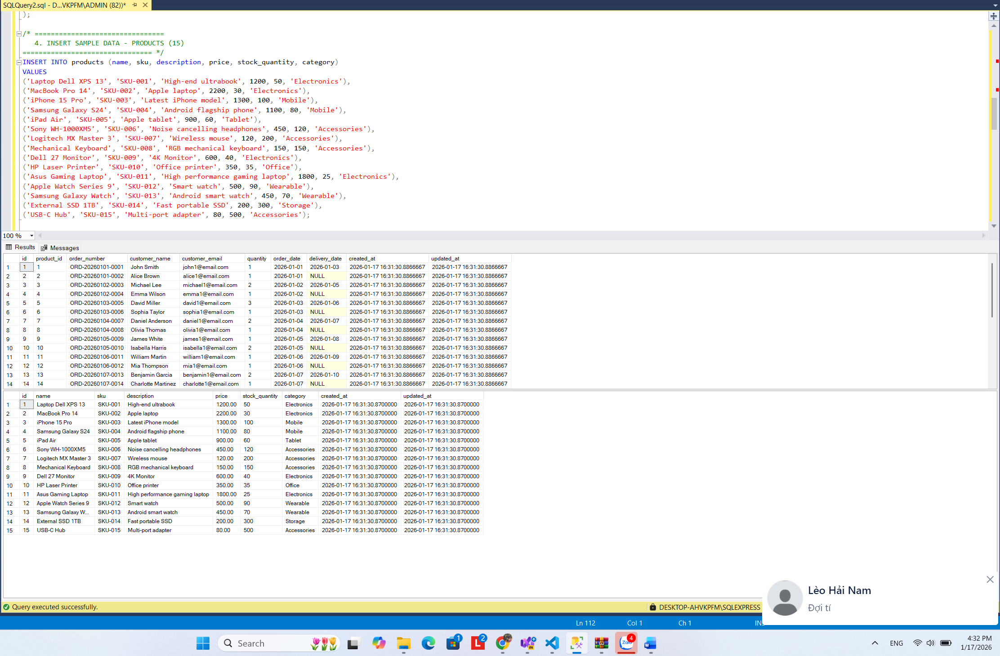 SQLQuery2.sql - D...VKPFM\ADMIN (82))*
);
/* ================================
4. INSERT SAMPLE DATA - PRODUCTS (15)
================================ */
INSERT INTO products (name, sku, description, price, stock_quantity, category)
VALUES
('Laptop Dell XPS 13', 'SKU-001', 'High-end ultrabook', 1200, 50, 'Electronics'),
('MacBook Pro 14', 'SKU-002', 'Apple laptop', 2200, 30, 'Electronics'),
('iPhone 15 Pro', 'SKU-003', 'Latest iPhone model', 1300, 100, 'Mobile'),
('Samsung Galaxy S24', 'SKU-004', 'Android flagship phone', 1100, 80, 'Mobile'),
('iPad Air', 'SKU-005', 'Apple tablet', 900, 60, 'Tablet'),
('Sony WH-1000XM5', 'SKU-006', 'Noise cancelling headphones', 450, 120, 'Accessories'),
('Logitech MX Master 3', 'SKU-007', 'Wireless mouse', 120, 200, 'Accessories'),
('Mechanical Keyboard', 'SKU-008', 'RGB mechanical keyboard', 150, 150, 'Accessories'),
('Dell 27 Monitor', 'SKU-009', '4K Monitor', 600, 40, 'Electronics'),
('HP Laser Printer', 'SKU-010', 'Office printer', 350, 35, 'Office'),
('Asus Gaming Laptop', 'SKU-011', 'High performance gaming laptop', 1800, 25, 'Electronics'),
('Apple Watch Series 9', 'SKU-012', 'Smart watch', 500, 90, 'Wearable'),
('Samsung Galaxy Watch', 'SKU-013', 'Android smart watch', 450, 70, 'Wearable'),
('External SSD 1TB', 'SKU-014', 'Fast portable SSD', 200, 300, 'Storage'),
('USB-C Hub', 'SKU-015', 'Multi-port adapter', 80, 500, 'Accessories');
100 %
Results Messages
id product_id order_number customer_name customer_email quantity order_date delivery_date created_at updated_at
1 1 1 ORD-20260101-0001 John Smith john1@email.com 1 2026-01-01 2026-01-03 2026-01-17 16:31:30.8866667 2026-01-17 16:31:30.8866667
2 2 2 ORD-20260101-0002 Alice Brown alice1@email.com 1 2026-01-01 NULL 2026-01-17 16:31:30.8866667 2026-01-17 16:31:30.8866667
3 3 3 ORD-20260102-0003 Michael Lee michael1@email.com 2 2026-01-02 2026-01-05 2026-01-17 16:31:30.8866667 2026-01-17 16:31:30.8866667
4 4 4 ORD-20260102-0004 Emma Wilson emma1@email.com 1 2026-01-02 NULL 2026-01-17 16:31:30.8866667 2026-01-17 16:31:30.8866667
5 5 5 ORD-20260103-0005 David Miller david1@email.com 3 2026-01-03 2026-01-06 2026-01-17 16:31:30.8866667 2026-01-17 16:31:30.8866667
6 6 6 ORD-20260103-0006 Sophia Taylor sophia1@email.com 1 2026-01-03 NULL 2026-01-17 16:31:30.8866667 2026-01-17 16:31:30.8866667
7 7 7 ORD-20260104-0007 Daniel Anderson daniel1@email.com 2 2026-01-04 2026-01-07 2026-01-17 16:31:30.8866667 2026-01-17 16:31:30.8866667
8 8 8 ORD-20260104-0008 Olivia Thomas olivia1@email.com 1 2026-01-04 NULL 2026-01-17 16:31:30.8866667 2026-01-17 16:31:30.8866667
9 9 9 ORD-20260105-0009 James White james1@email.com 1 2026-01-05 2026-01-08 2026-01-17 16:31:30.8866667 2026-01-17 16:31:30.8866667
10 10 10 ORD-20260105-0010 Isabella Harris isabella1@email.com 2 2026-01-05 NULL 2026-01-17 16:31:30.8866667 2026-01-17 16:31:30.8866667
11 11 11 ORD-20260106-0011 William Martin william1@email.com 1 2026-01-06 2026-01-09 2026-01-17 16:31:30.8866667 2026-01-17 16:31:30.8866667
12 12 12 ORD-20260106-0012 Mia Thompson mia1@email.com 1 2026-01-06 NULL 2026-01-17 16:31:30.8866667 2026-01-17 16:31:30.8866667
13 13 13 ORD-20260107-0013 Benjamin Garcia benjamin1@email.com 2 2026-01-07 2026-01-10 2026-01-17 16:31:30.8866667 2026-01-17 16:31:30.8866667
14 14 14 ORD-20260107-0014 Charlotte Martinez charlotte1@email.com 1 2026-01-07 NULL 2026-01-17 16:31:30.8866667 2026-01-17 16:31:30.8866667
id name sku description price stock_quantity category created_at updated_at
1 1 Laptop Dell XPS 13 SKU-001 High-end ultrabook 1200.00 50 Electronics 2026-01-17 16:31:30.8700000 2026-01-17 16:31:30.8700000
2 2 MacBook Pro 14 SKU-002 Apple laptop 2200.00 30 Electronics 2026-01-17 16:31:30.8700000 2026-01-17 16:31:30.8700000
3 3 iPhone 15 Pro SKU-003 Latest iPhone model 1300.00 100 Mobile 2026-01-17 16:31:30.8700000 2026-01-17 16:31:30.8700000
4 4 Samsung Galaxy S24 SKU-004 Android flagship phone 1100.00 80 Mobile 2026-01-17 16:31:30.8700000 2026-01-17 16:31:30.8700000
5 5 iPad Air SKU-005 Apple tablet 900.00 60 Tablet 2026-01-17 16:31:30.8700000 2026-01-17 16:31:30.8700000
6 6 Sony WH-1000XM5 SKU-006 Noise cancelling headphones 450.00 120 Accessories 2026-01-17 16:31:30.8700000 2026-01-17 16:31:30.8700000
7 7 Logitech MX Master 3 SKU-007 Wireless mouse 120.00 200 Accessories 2026-01-17 16:31:30.8700000 2026-01-17 16:31:30.8700000
8 8 Mechanical Keyboard SKU-008 RGB mechanical keyboard 150.00 150 Accessories 2026-01-17 16:31:30.8700000 2026-01-17 16:31:30.8700000
9 9 Dell 27 Monitor SKU-009 4K Monitor 600.00 40 Electronics 2026-01-17 16:31:30.8700000 2026-01-17 16:31:30.8700000
10 10 HP Laser Printer SKU-010 Office printer 350.00 35 Office 2026-01-17 16:31:30.8700000 2026-01-17 16:31:30.8700000
11 11 Asus Gaming Laptop SKU-011 High performance gaming laptop 1800.00 25 Electronics 2026-01-17 16:31:30.8700000 2026-01-17 16:31:30.8700000
12 12 Apple Watch Series 9 SKU-012 Smart watch 500.00 90 Wearable 2026-01-17 16:31:30.8700000 2026-01-17 16:31:30.8700000
13 13 Samsung Galaxy W... SKU-013 Android smart watch 450.00 70 Wearable 2026-01-17 16:31:30.8700000 2026-01-17 16:31:30.8700000
14 14 External SSD 1TB SKU-014 Fast portable SSD 200.00 300 Storage 2026-01-17 16:31:30.8700000 2026-01-17 16:31:30.8700000
15 15 USB-C Hub SKU-015 Multi-port adapter 80.00 500 Accessories 2026-01-17 16:31:30.8700000 2026-01-17 16:31:30.8700000
Lèo Hải Nam
Đợi tí
Query executed successfully. DESKTOP-AHVKPFM\SQLEXPRESS
Ln 112 Col 1 Ch 1 IN
Search 1 L 2 IN Zalo 4 W ENG 4:32 PM
1/17/2026